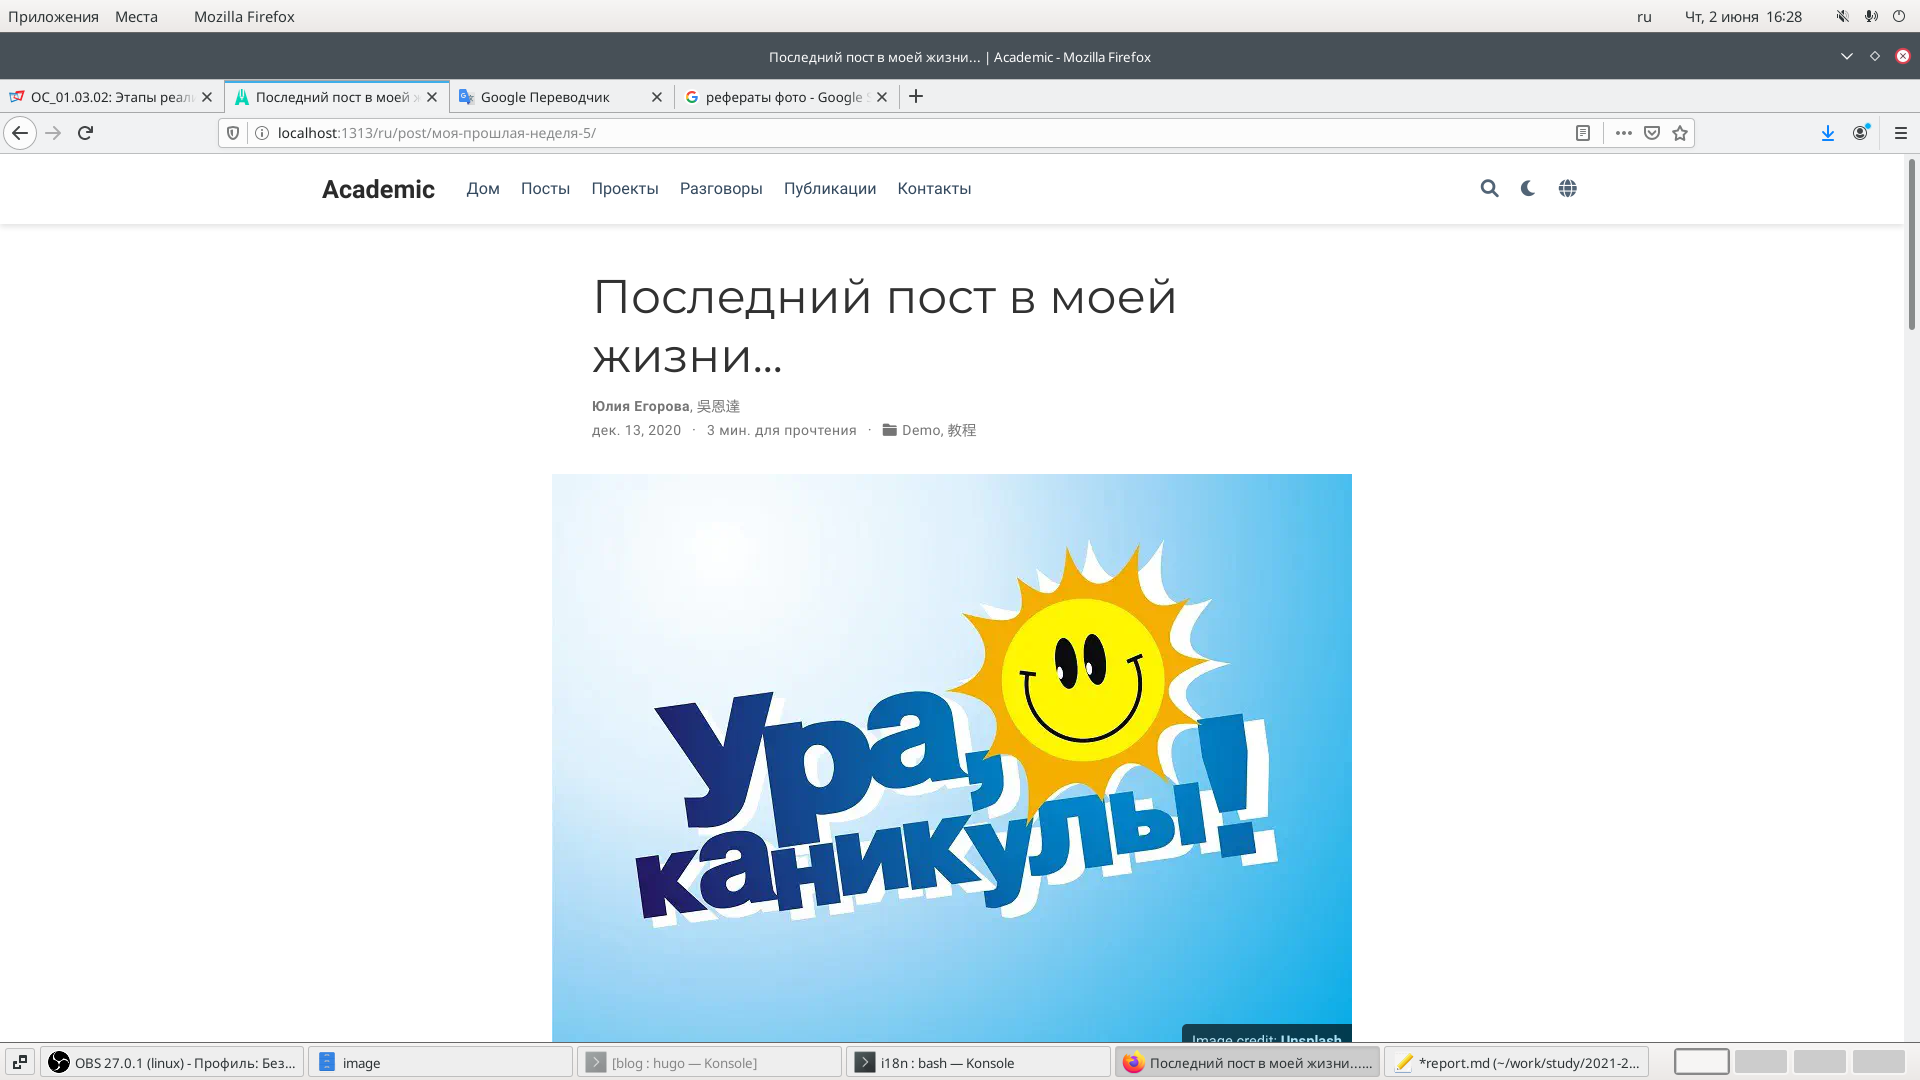 Приложения Места Mozilla Firefox ru Чт, 2 июня 16:28
Последний пост в моей жизни... | Academic - Mozilla Firefox
ОС_01.03.02: Этапы реал Последний пост в моей Google Переводчик рефераты фото - Google
localhost:1313/ru/post/моя-прошлая-неделя-5/
Academic Дом Посты Проекты Разговоры Публикации Контакты
Последний пост в моей
жизни...
Юлия Егорова, 吳恩達
дек. 13, 2020 · 3 мин. для прочтения · Demo, 教程
Ура,
каникулы!
Image credit: Unsplash
OBS 27.0.1 (linux) - Профиль: Без... image [blog : hugo — Konsole] i18n : bash — Konsole Последний пост в моей жизни...... *report.md (~/work/study/2021-2...